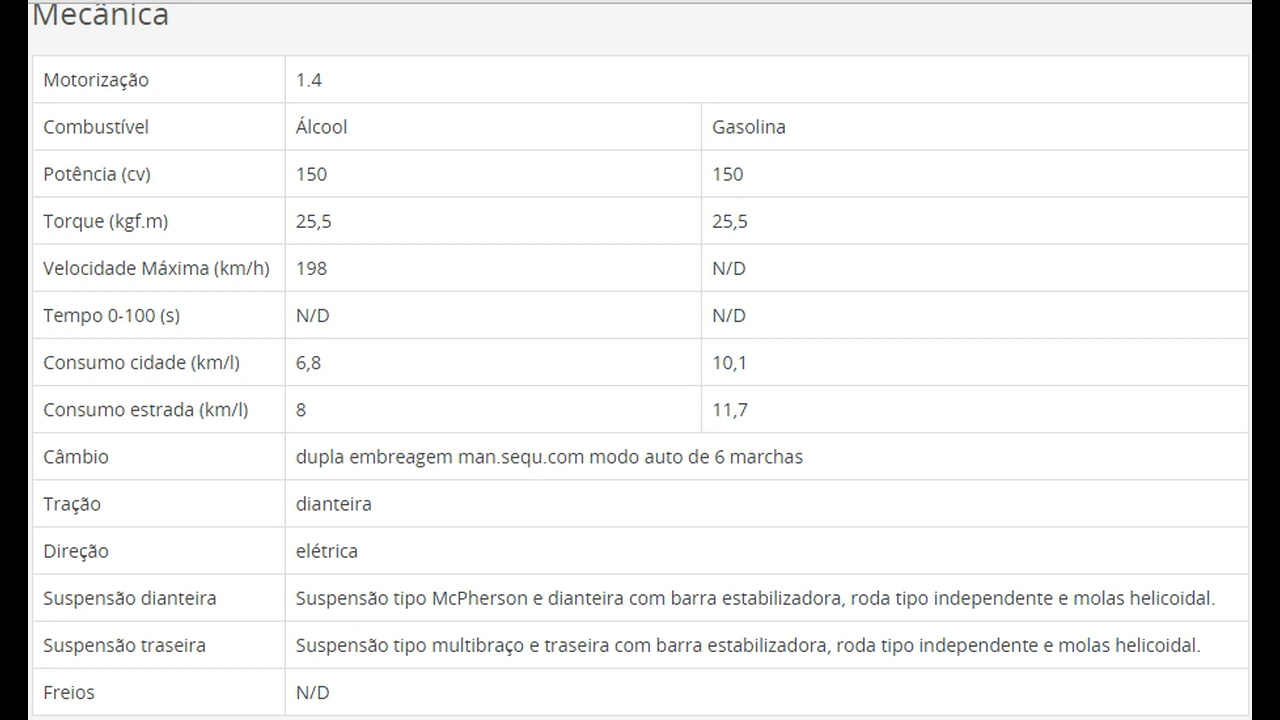 Mecânica
Motorização 1.4
Combustível Álcool Gasolina
Potência (cv) 150 150
Torque (kgf.m) 25,5 25,5
Velocidade Máxima (km/h) 198 N/D
Tempo 0-100 (s) N/D N/D
Consumo cidade (km/l) 6,8 10,1
Consumo estrada (km/l) 8 11,7
Câmbio dupla embreagem man.sequ.com modo auto de 6 marchas
Tração dianteira
Direção elétrica
Suspensão dianteira Suspensão tipo McPherson e dianteira com barra estabilizadora, roda tipo independente e molas helicoidal.
Suspensão traseira Suspensão tipo multibraço e traseira com barra estabilizadora, roda tipo independente e molas helicoidal.
Freios N/D